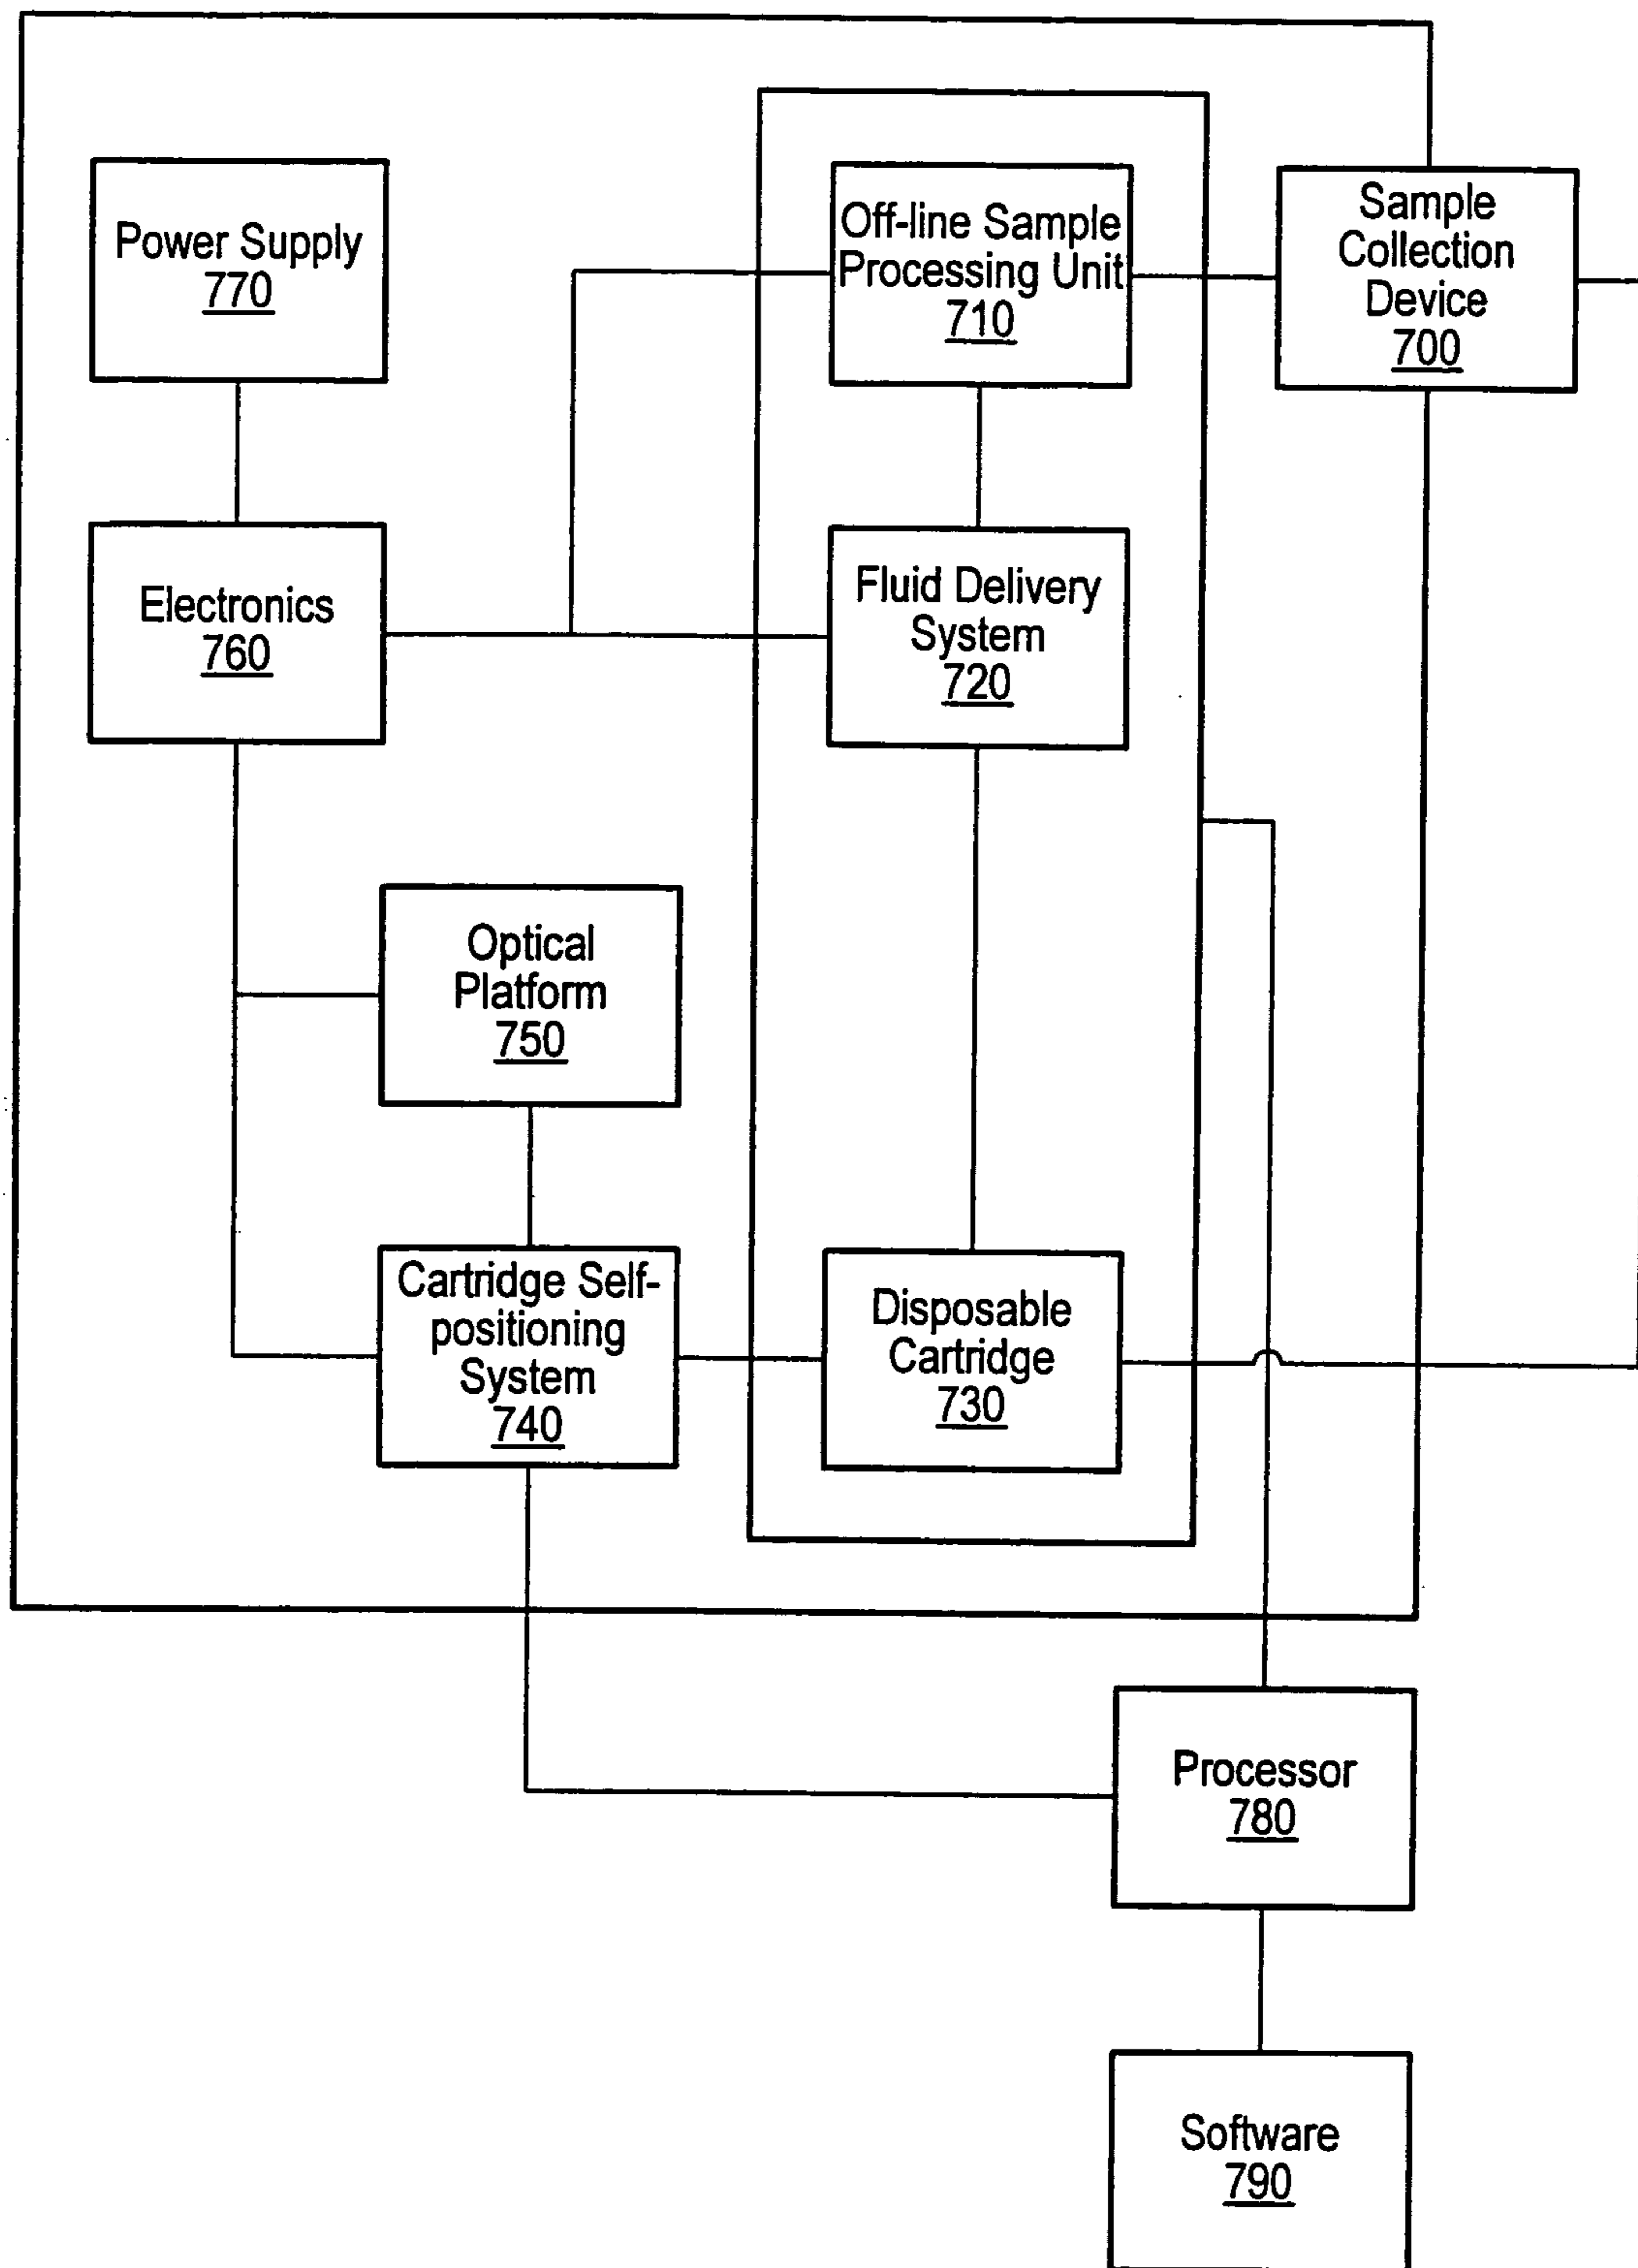 Power Supply
770
Off-line Sample
Processing Unit
710
Sample
Collection
Device
700
Electronics
760
Fluid Delivery
System
720
Optical
Platform
750
Cartridge Self-
positioning
System
740
Disposable
Cartridge
730
Processor
780
Software
790